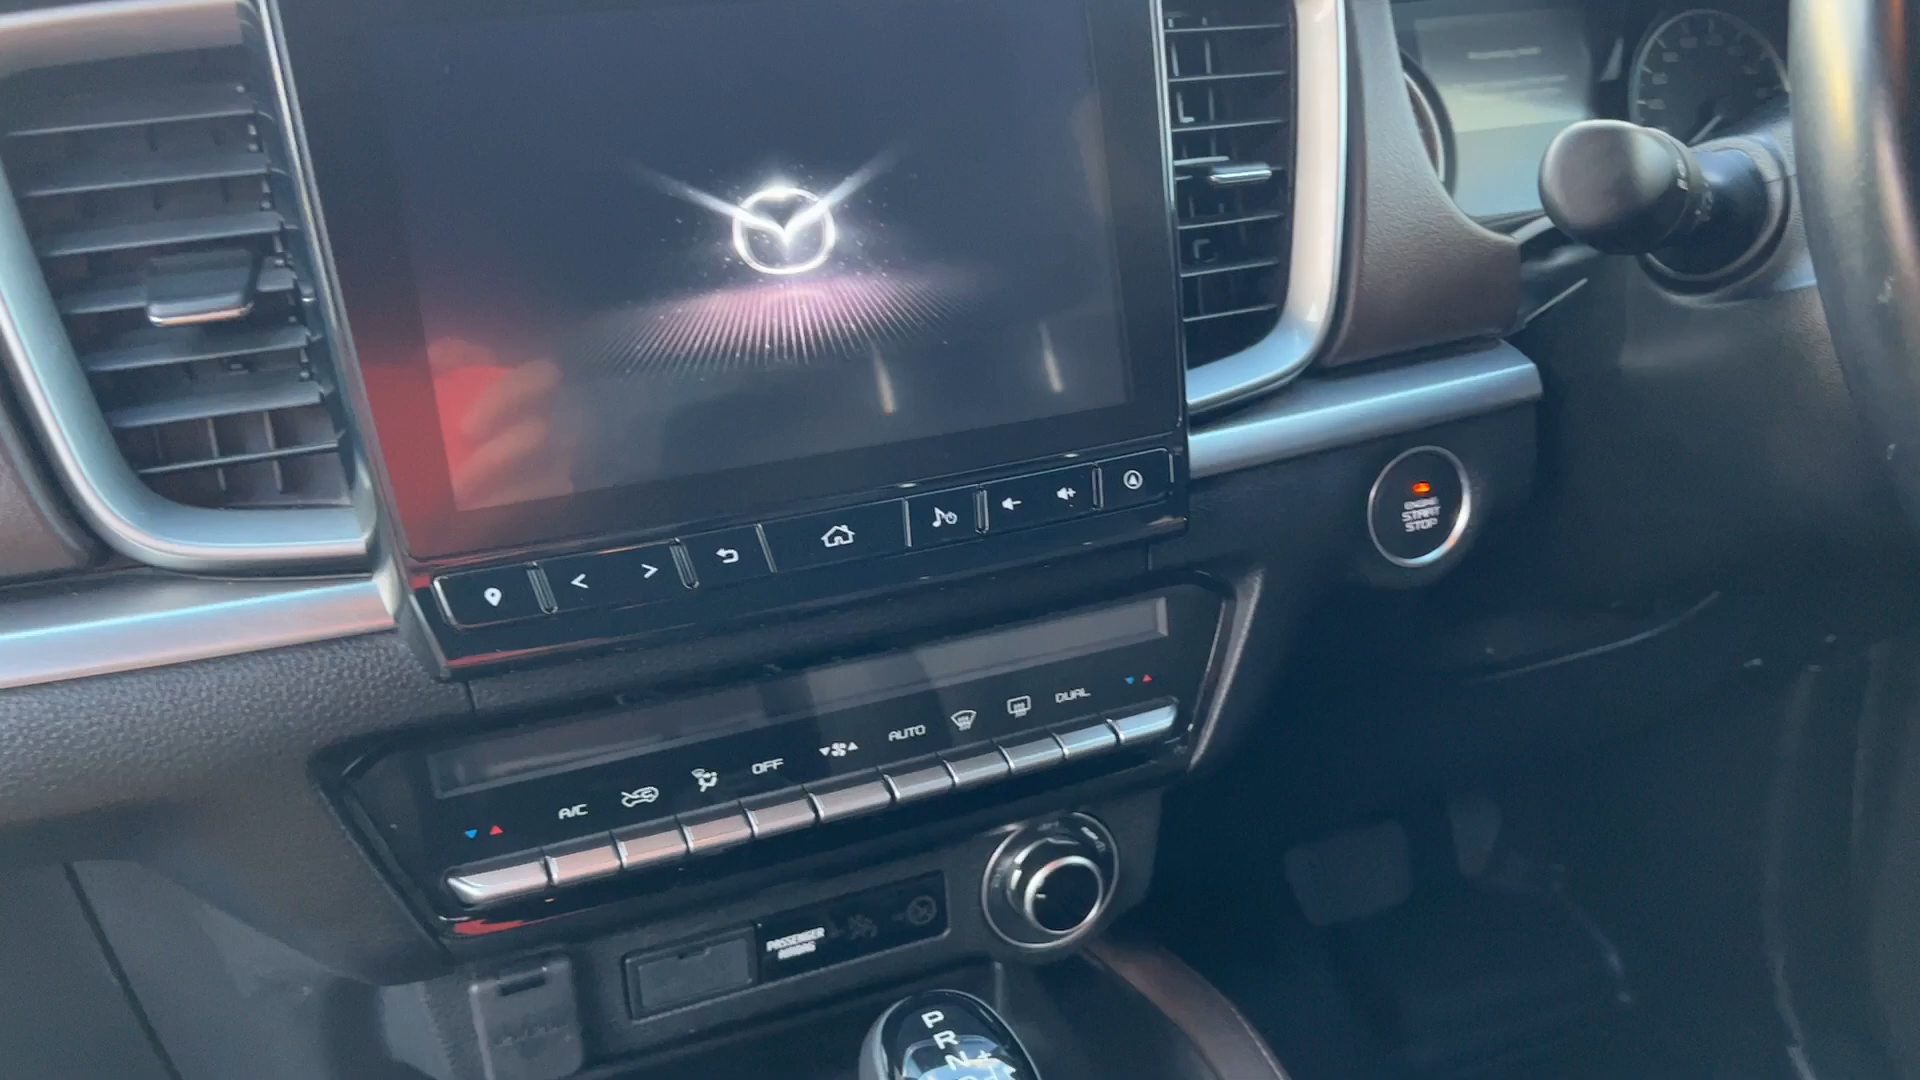 ENGINE
START
STOP
A/C
OFF
AUTO
DUAL
PASSENGER
AIRBAG
P
R
N